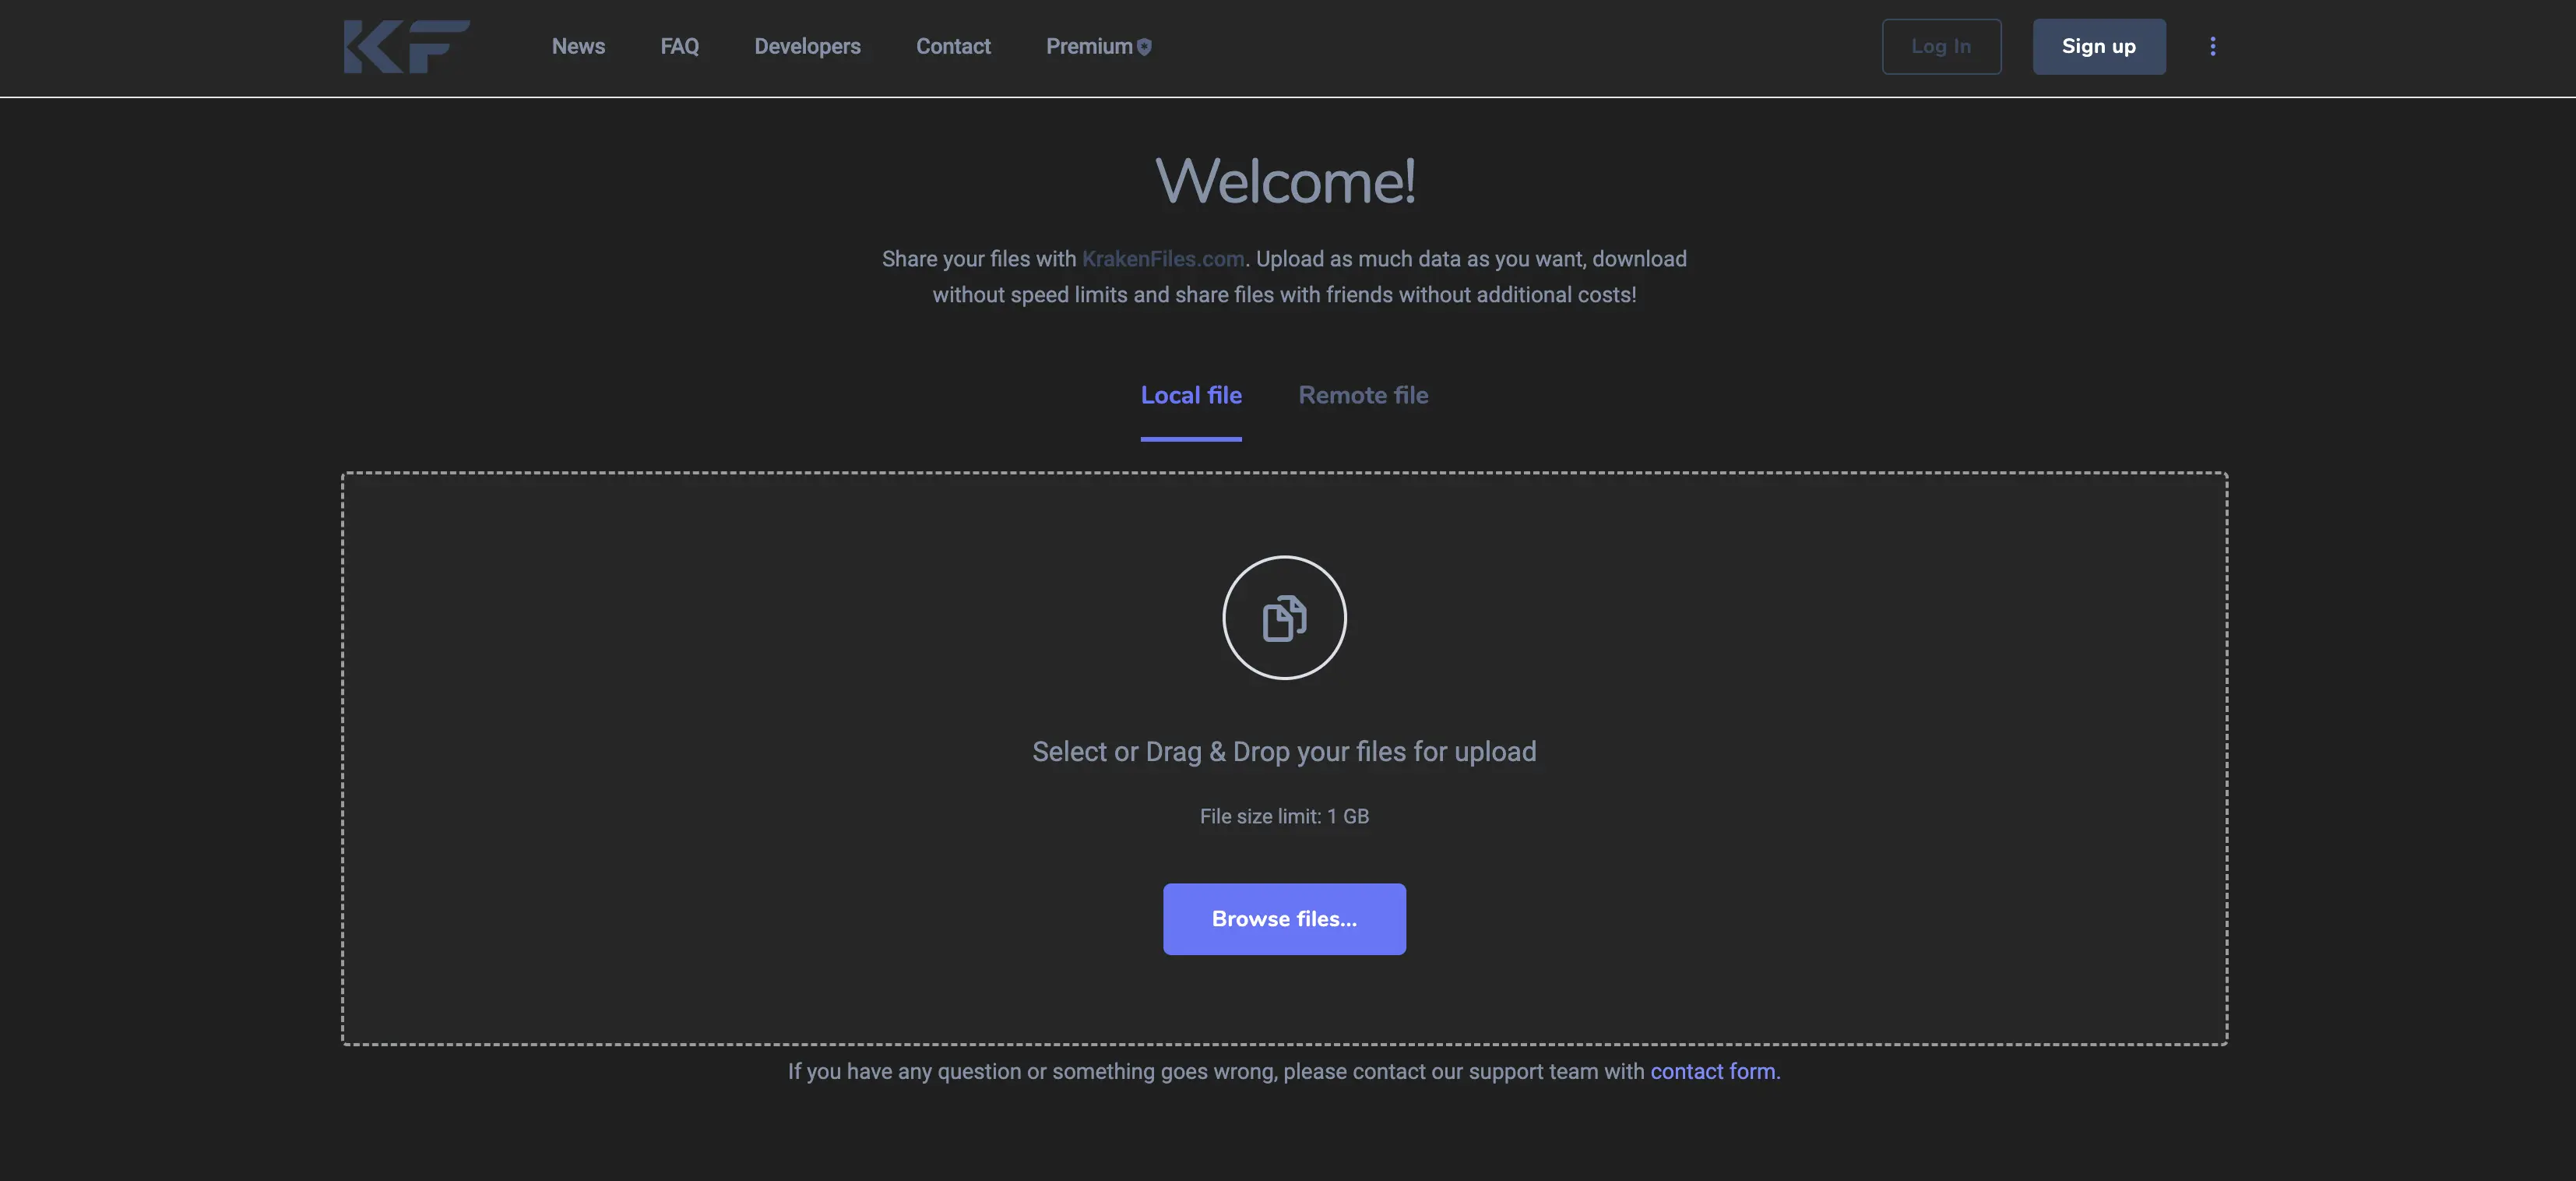 KF
News
FAQ
Developers
Contact
Premium
Log In
Sign up
Welcome!
Share your files with KrakenFiles.com. Upload as much data as you want, download
without speed limits and share files with friends without additional costs!
Local file
Remote file
Select or Drag & Drop your files for upload
File size limit: 1 GB
Browse files...
If you have any question or something goes wrong, please contact our support team with contact form.